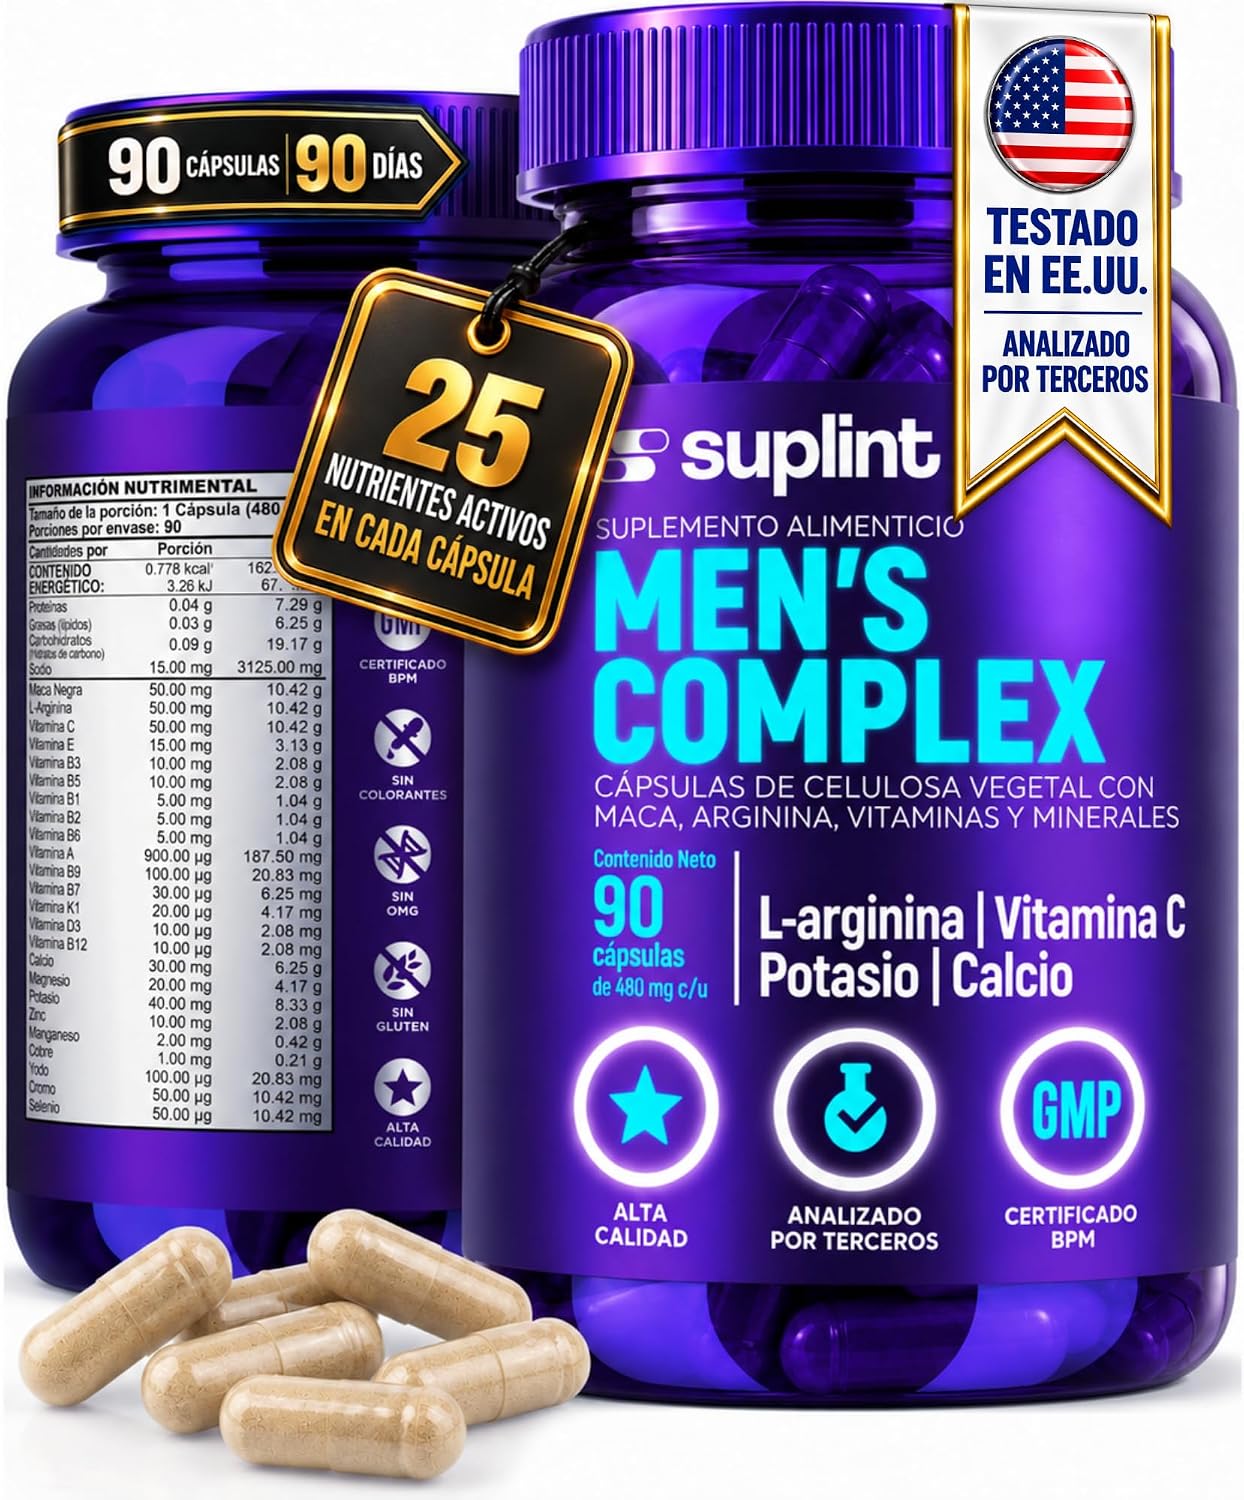 90 CÁPSULAS | 90 DÍAS
25
NUTRIENTES ACTIVOS
EN CADA CÁPSULA
TESTADO
EN EE.UU.
ANALIZADO
POR TERCEROS
INFORMACIÓN NUTRIMENTAL
Tamaño de la porción: 1 Cápsula (480
Porciones por envase: 90
Cantidades por Porción
CONTENIDO 0.778 kcal 162.
ENERGÉTICO: 3.26 kJ 67.
Proteinas 0.04 g 7.29 g
Grasas (lípidos) 0.03 g 6.25 g
Carbohidratos 0.09 g 19.17 g
(Hidratos de carbono)
Sodio 15.00 mg 3125.00 mg
Maca Negra 50.00 mg 10.42 g
L-Arginina 50.00 mg 10.42 g
Vitamina C 50.00 mg 10.42 g
Vitamina E 15.00 mg 3.13 g
Vitamina B3 10.00 mg 2.08 g
Vitamina B5 10.00 mg 2.08 g
Vitamina B1 5.00 mg 1.04 g
Vitamina B2 5.00 mg 1.04 g
Vitamina B6 5.00 mg 1.04 g
Vitamina A 900.00 µg 187.50 mg
Vitamina B9 100.00 µg 20.83 mg
Vitamina B7 30.00 µg 6.25 mg
Vitamina K1 20.00 µg 4.17 mg
Vitamina D3 10.00 µg 2.08 mg
Vitamina B12 10.00 µg 2.08 mg
Calcio 30.00 mg 6.25 g
Magnesio 20.00 mg 4.17 g
Potasio 40.00 mg 8.33 g
Zinc 10.00 mg 2.08 g
Manganeso 2.00 mg 0.42 g
Cobre 1.00 mg 0.21 g
Yodo 100.00 µg 20.83 mg
Cromo 50.00 µg 10.42 mg
Selenio 50.00 µg 10.42 mg
GMP
CERTIFICADO
BPM
SIN
COLORANTES
SIN
OMG
SIN
GLUTEN
ALTA
CALIDAD
suplint
SUPLEMENTO ALIMENTICIO
MEN'S
COMPLEX
CÁPSULAS DE CELULOSA VEGETAL CON
MACA, ARGININA, VITAMINAS Y MINERALES
Contenido Neto
90
cápsulas
de 480 mg c/u
L-arginina | Vitamina C
Potasio | Calcio
ALTA
CALIDAD
ANALIZADO
POR TERCEROS
GMP
CERTIFICADO
BPM